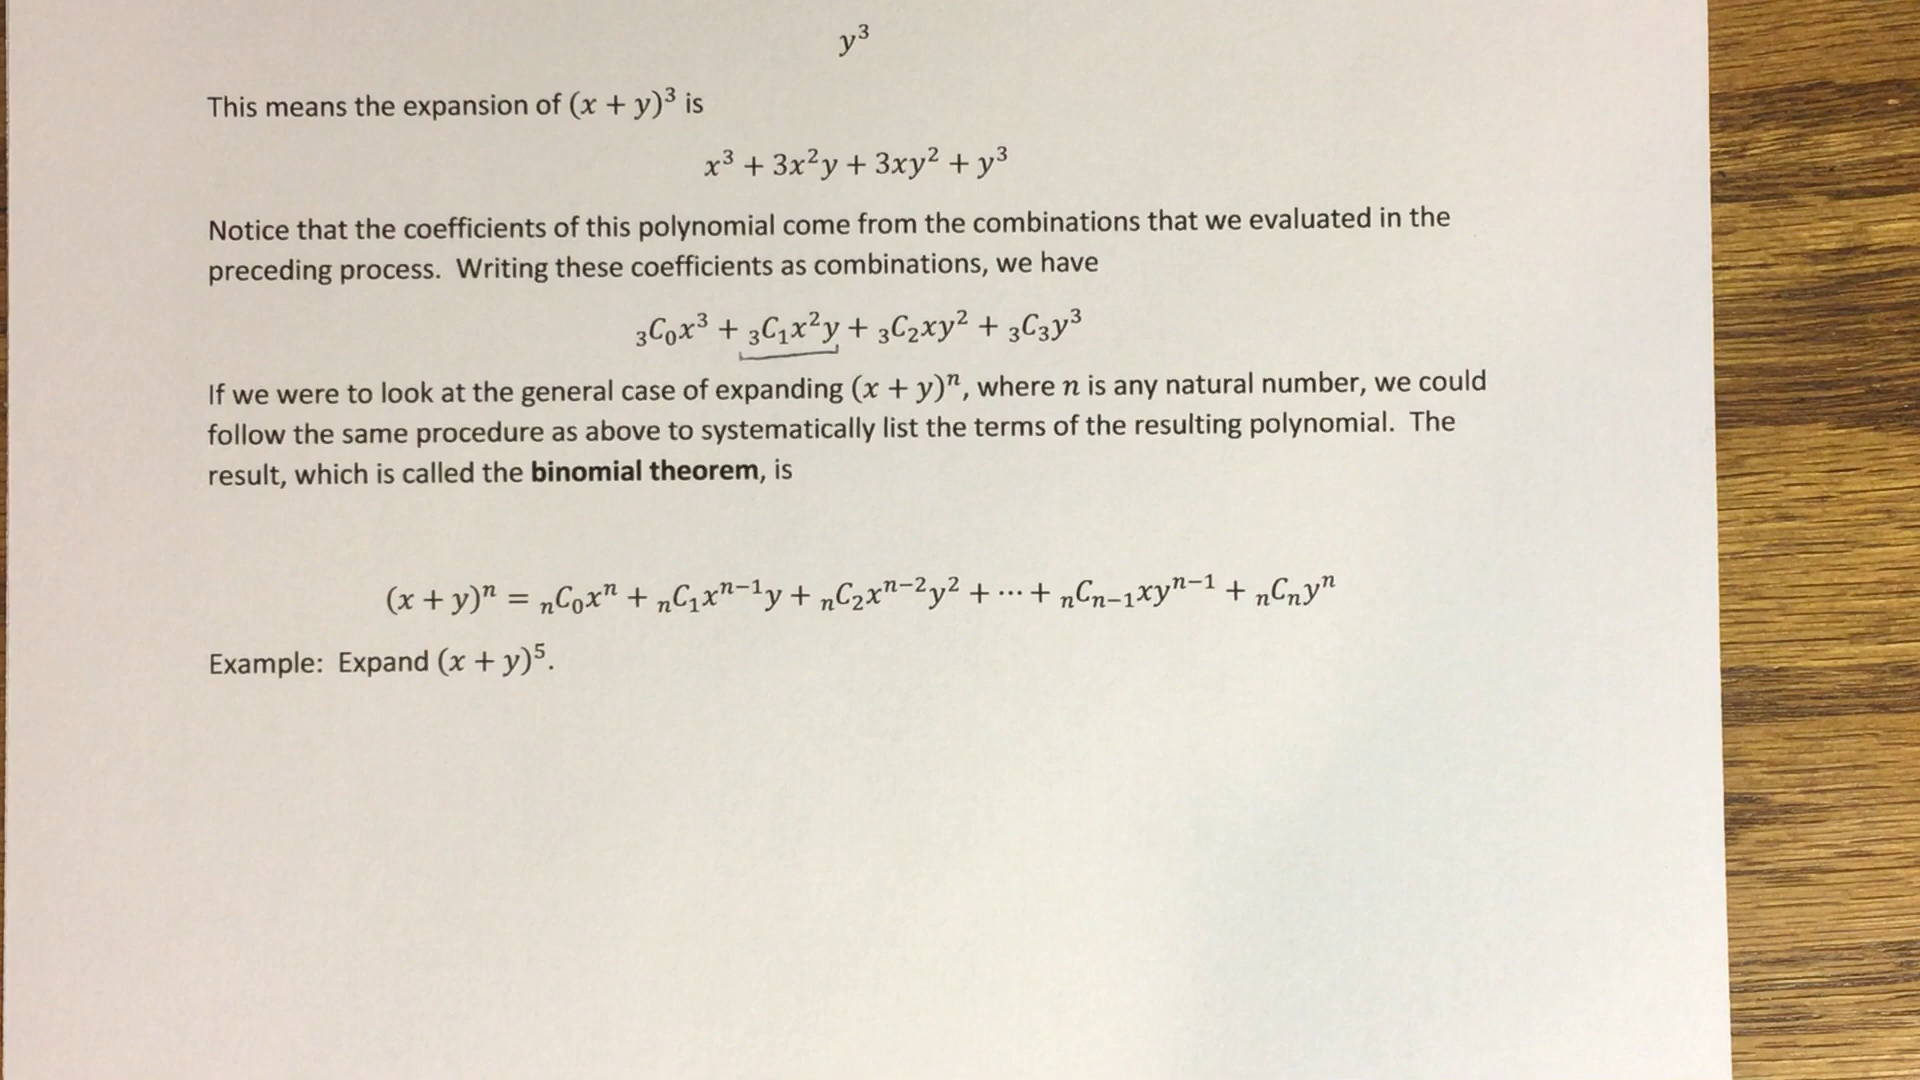 y³
This means the expansion of (x + y)³ is
x³ + 3x²y + 3xy² + y³
Notice that the coefficients of this polynomial come from the combinations that we evaluated in the
preceding process. Writing these coefficients as combinations, we have
₃C₀x³ + ₃C₁x²y + ₃C₂xy² + ₃C₃y³
If we were to look at the general case of expanding (x + y)ⁿ, where n is any natural number, we could
follow the same procedure as above to systematically list the terms of the resulting polynomial. The
result, which is called the binomial theorem, is
(x + y)ⁿ = ₙC₀xⁿ + ₙC₁xⁿ⁻¹y + ₙC₂xⁿ⁻²y² + ⋯ + ₙCₙ₋₁xyⁿ⁻¹ + ₙCₙyⁿ
Example: Expand (x + y)⁵.